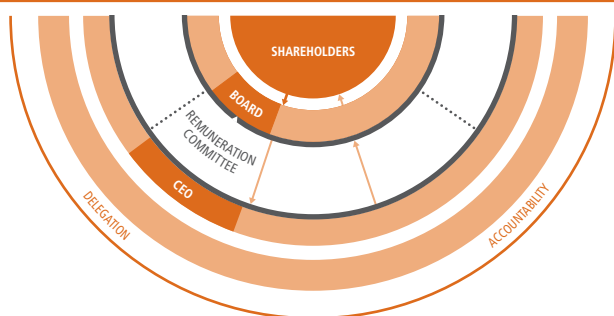 SHAREHOLDERS
BOARD
REMUNERATION
COMMITTEE
CEO
DELEGATION
ACCOUNTABILITY